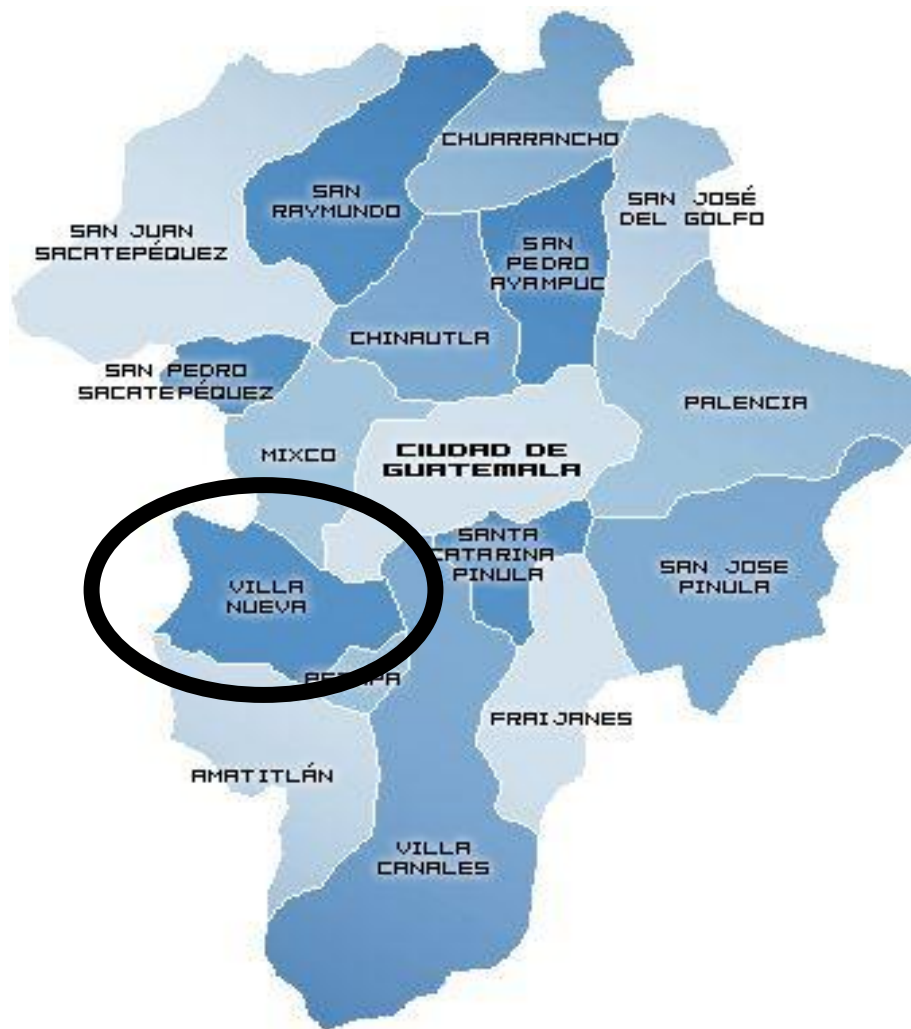 CHUARRANCHO
SAN
RAYMUNDO
SAN JOSÉ
DEL GOLFO
SAN JUAN
SACATEPÉQUEZ
SAN
PEDRO
AYAMPUC
CHINAUTLA
SAN PEDRO
SACATEPÉQUEZ
PALENCIA
MIXCO
CIUDAD DE
GUATEMALA
SANTA
CATARINA
PINULA
SAN JOSE
PINULA
VILLA
NUEVA
FRAIJANES
AMATITLÁN
VILLA
CANALES